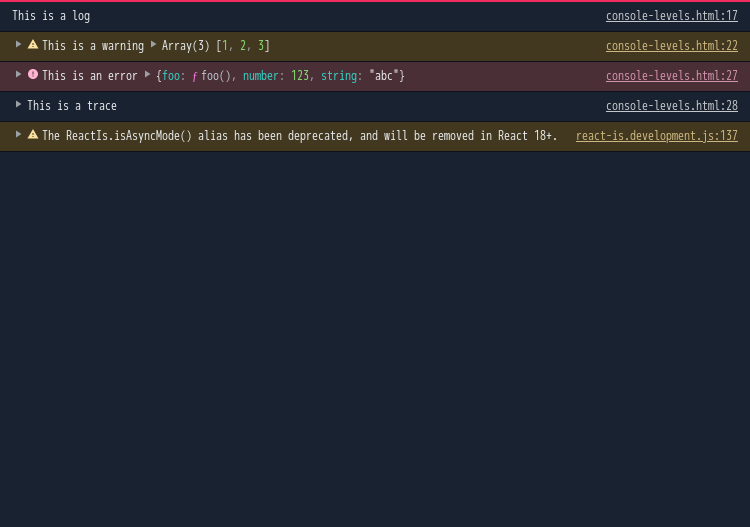 This is a log console-levels.html:17
This is a warning Array(3) [1, 2, 3] console-levels.html:22
This is an error {foo: ƒ foo(), number: 123, string: "abc"} console-levels.html:27
This is a trace console-levels.html:28
The ReactIs.isAsyncMode() alias has been deprecated, and will be removed in React 18+. react-is.development.js:137